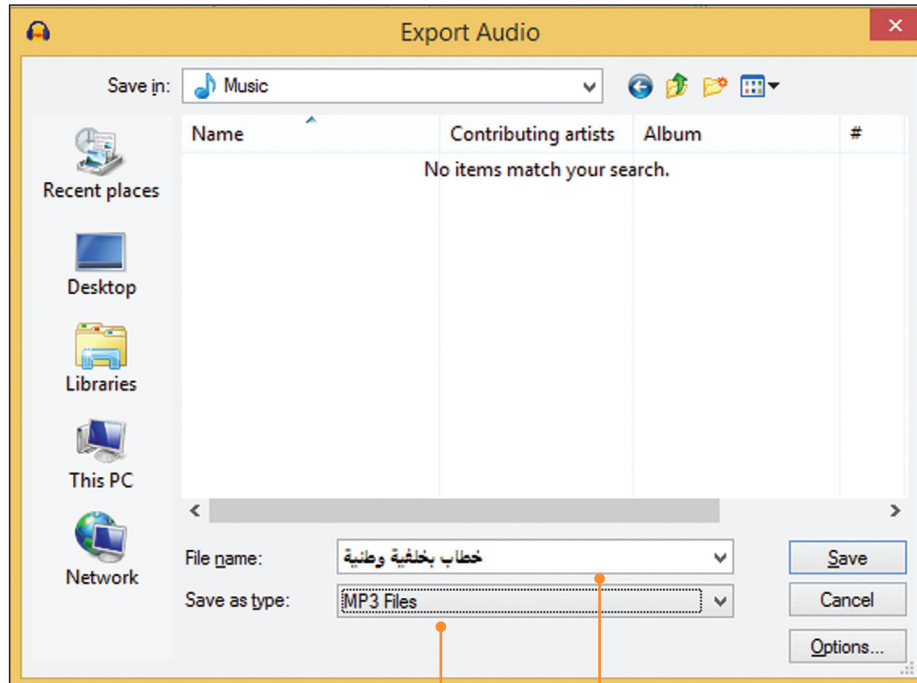 Export Audio
Save in: Music
Name Contributing artists Album #
No items match your search.
Recent places
Desktop
Libraries
This PC
Network
File name: خطاب بخلفية وطنية Save
Save as type: MP3 Files Cancel
Options...